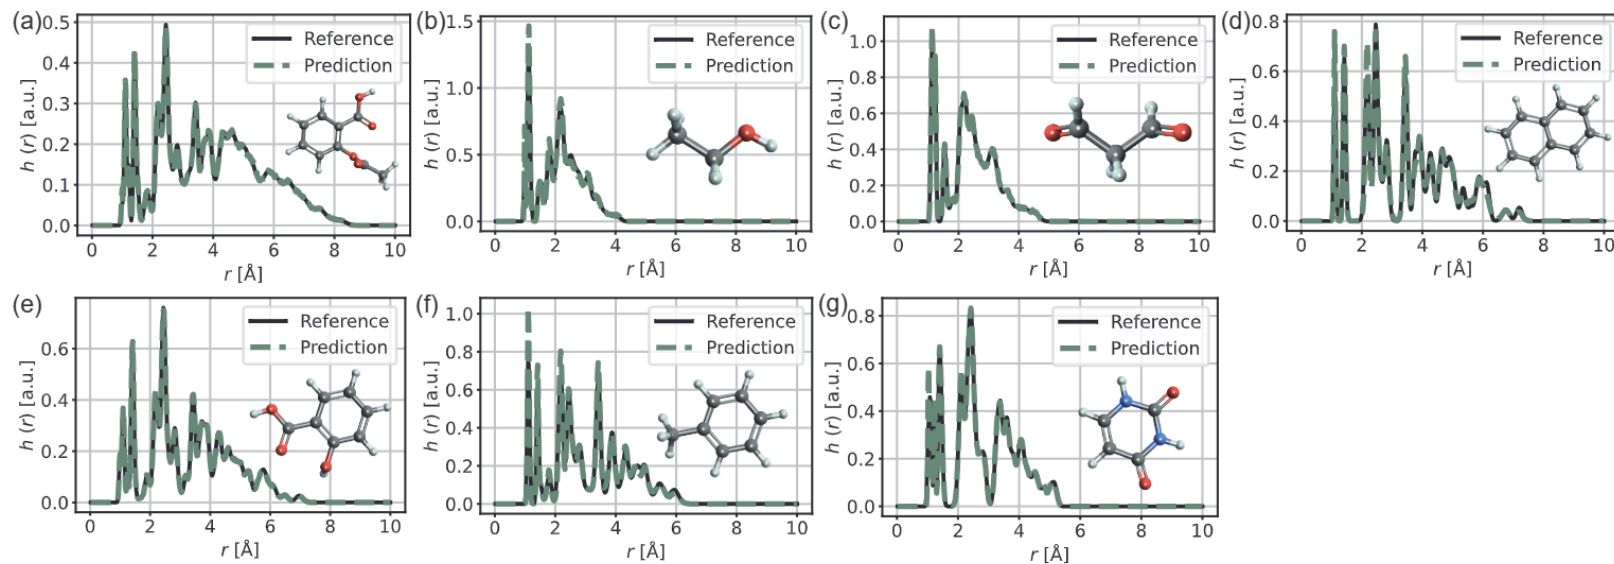 (a)
0.5
0.4
0.3
0.2
0.1
0.0
h (r) [a.u.]
Reference
Prediction
0 2 4 6 8 10
r [Å]
(b)
1.5
1.0
0.5
0.0
h (r) [a.u.]
Reference
Prediction
0 2 4 6 8 10
r [Å]
(c)
1.0
0.8
0.6
0.4
0.2
0.0
h (r) [a.u.]
Reference
Prediction
0 2 4 6 8 10
r [Å]
(d)
0.8
0.6
0.4
0.2
0.0
h (r) [a.u.]
Reference
Prediction
0 2 4 6 8 10
r [Å]
(e)
0.6
0.4
0.2
0.0
h (r) [a.u.]
Reference
Prediction
0 2 4 6 8 10
r [Å]
(f)
1.0
0.8
0.6
0.4
0.2
0.0
h (r) [a.u.]
Reference
Prediction
0 2 4 6 8 10
r [Å]
(g)
0.8
0.6
0.4
0.2
0.0
h (r) [a.u.]
Reference
Prediction
0 2 4 6 8 10
r [Å]